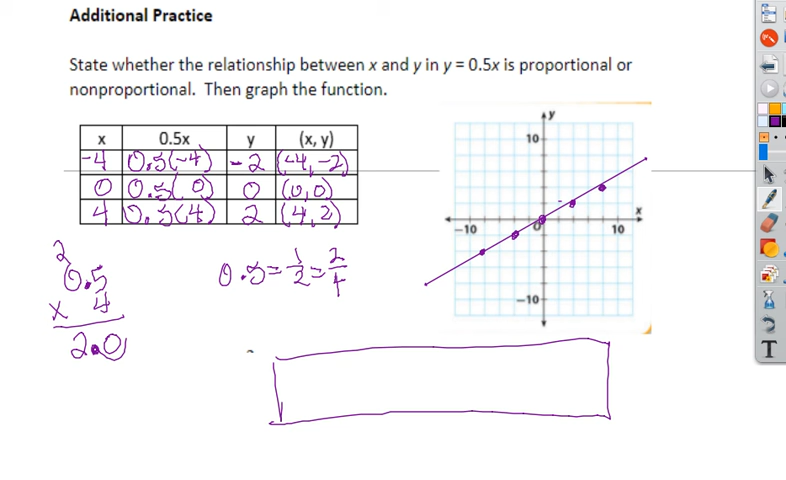 Additional Practice
State whether the relationship between x and y in y = 0.5x is proportional or
nonproportional. Then graph the function.
x 0.5x y (x, y)
-4 0.5(-4) -2 (-4, -2)
0 0.5( 0) 0 (0, 0)
4 0.5(4) 2 (4, 2)
2
0.5
x 4
2.0
0.5 = 1/2 = 2/4
y
10
x
-10 0 10
-10
T